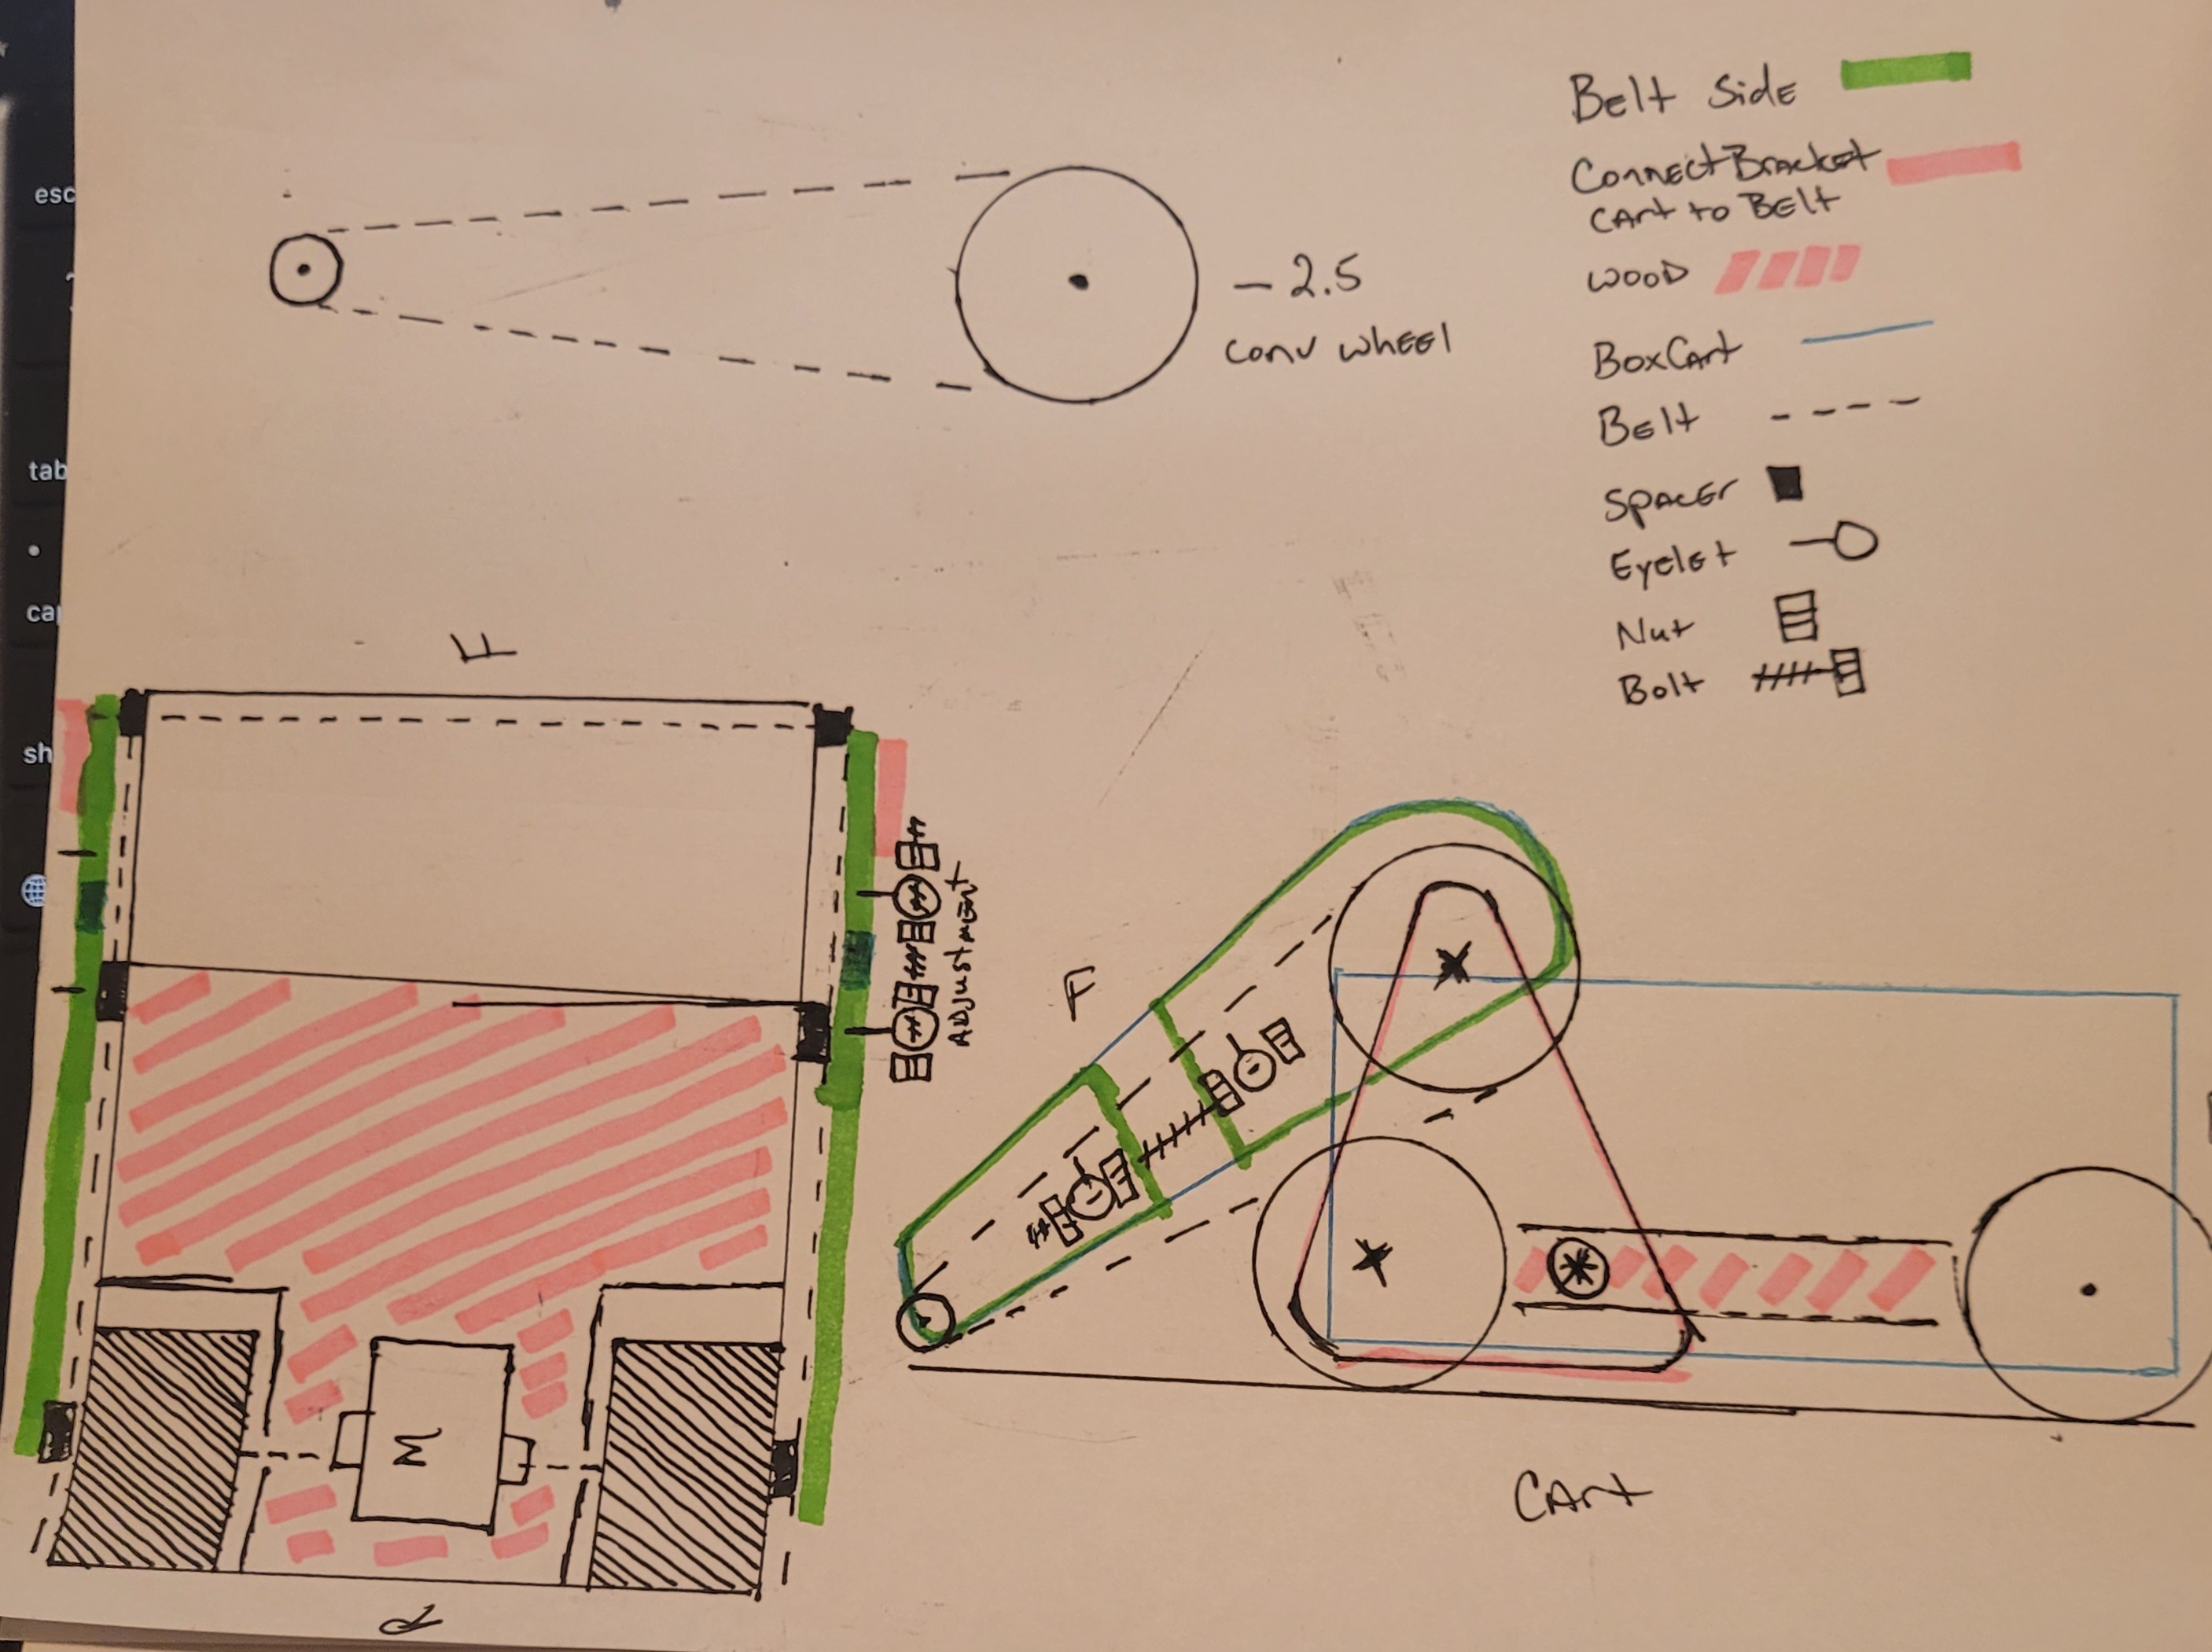 Belt Side
Connect Bracket
Cart to Belt
Wood
BoxCart
Belt
Spacer
Eyelet
Nut
Bolt
- 2.5
conv wheel
F
Adjustment
M
R
F
Cart
esc
tab
sh